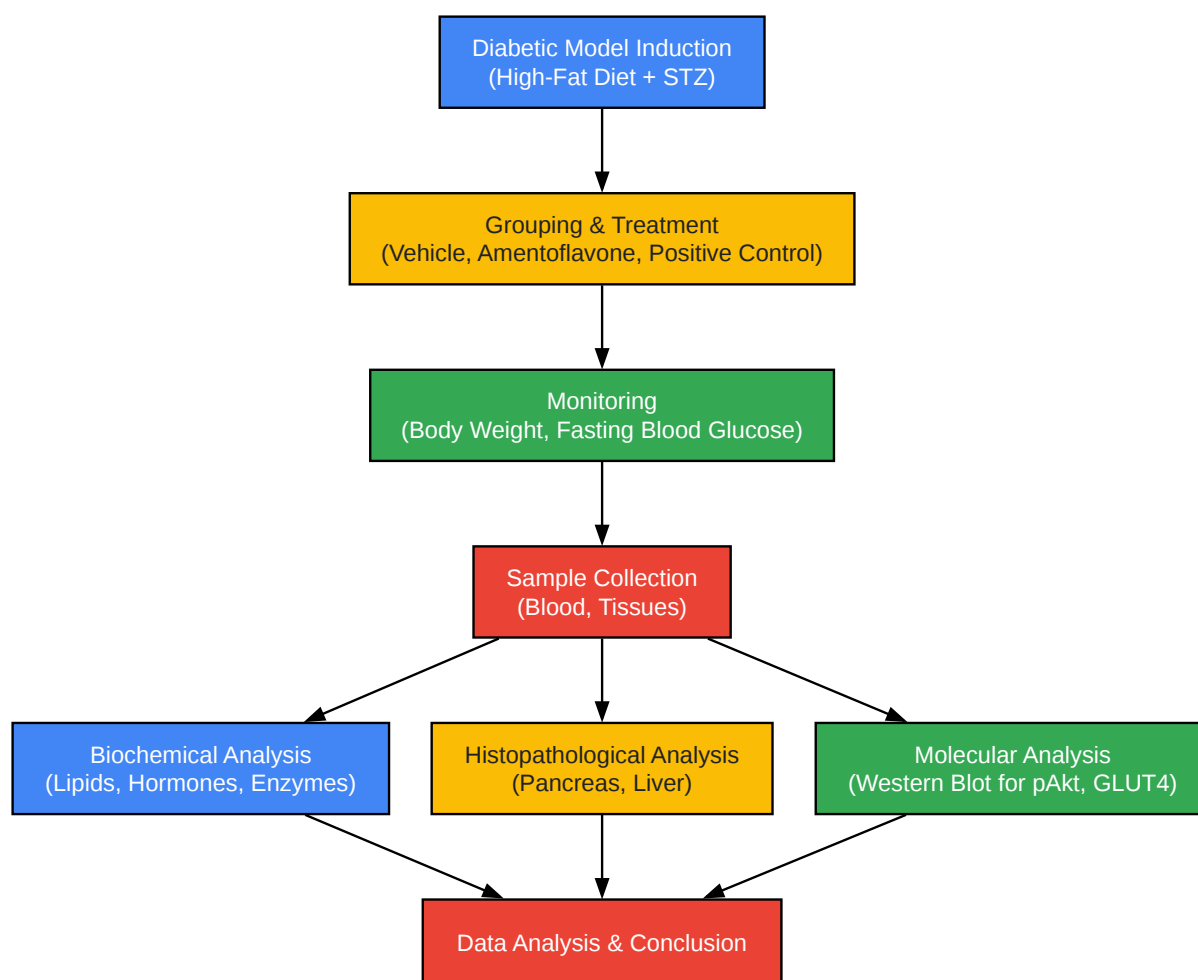 Diabetic Model Induction
(High-Fat Diet + STZ)
Grouping & Treatment
(Vehicle, Amentoflavone, Positive Control)
Monitoring
(Body Weight, Fasting Blood Glucose)
Sample Collection
(Blood, Tissues)
Biochemical Analysis
(Lipids, Hormones, Enzymes)
Histopathological Analysis
(Pancreas, Liver)
Molecular Analysis
(Western Blot for pAkt, GLUT4)
Data Analysis & Conclusion